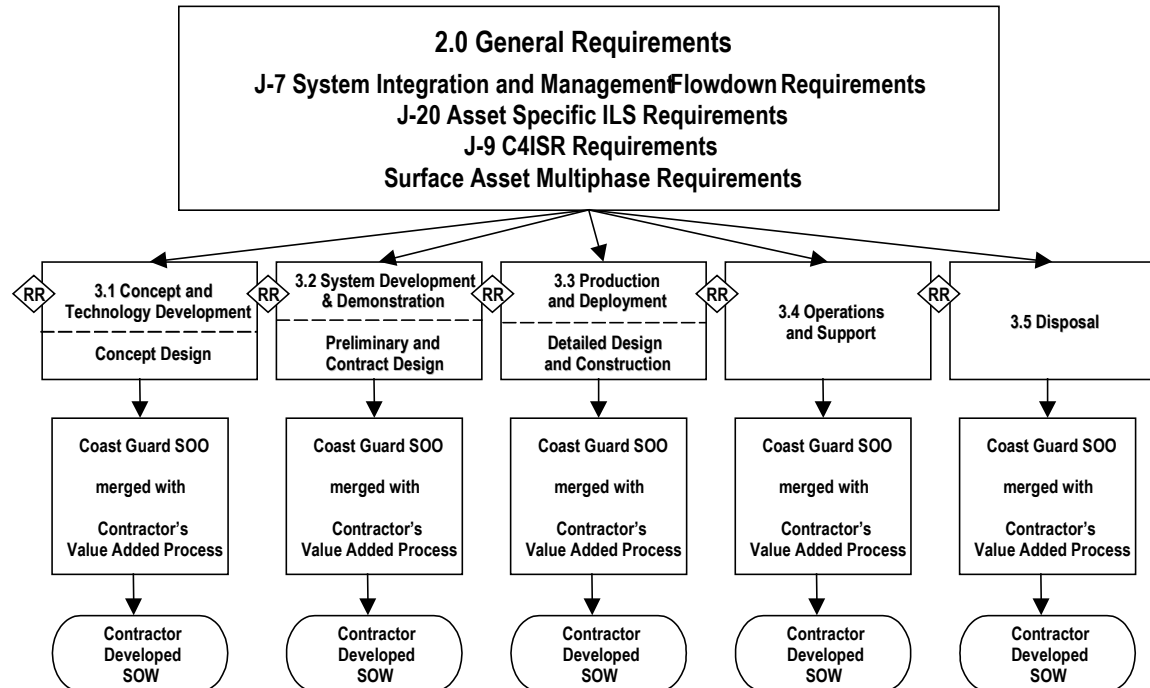 2.0 General Requirements
J-7 System Integration and Management Flowdown Requirements
J-20 Asset Specific ILS Requirements
J-9 C4ISR Requirements
Surface Asset Multiphase Requirements
RR
3.1 Concept and
Technology Development
Concept Design
RR
3.2 System Development
& Demonstration
Preliminary and
Contract Design
RR
3.3 Production
and Deployment
Detailed Design
and Construction
RR
3.4 Operations
and Support
RR
3.5 Disposal
Coast Guard SOO
merged with
Contractor's
Value Added Process
Coast Guard SOO
merged with
Contractor's
Value Added Process
Coast Guard SOO
merged with
Contractor's
Value Added Process
Coast Guard SOO
merged with
Contractor's
Value Added Process
Coast Guard SOO
merged with
Contractor's
Value Added Process
Contractor
Developed
SOW
Contractor
Developed
SOW
Contractor
Developed
SOW
Contractor
Developed
SOW
Contractor
Developed
SOW